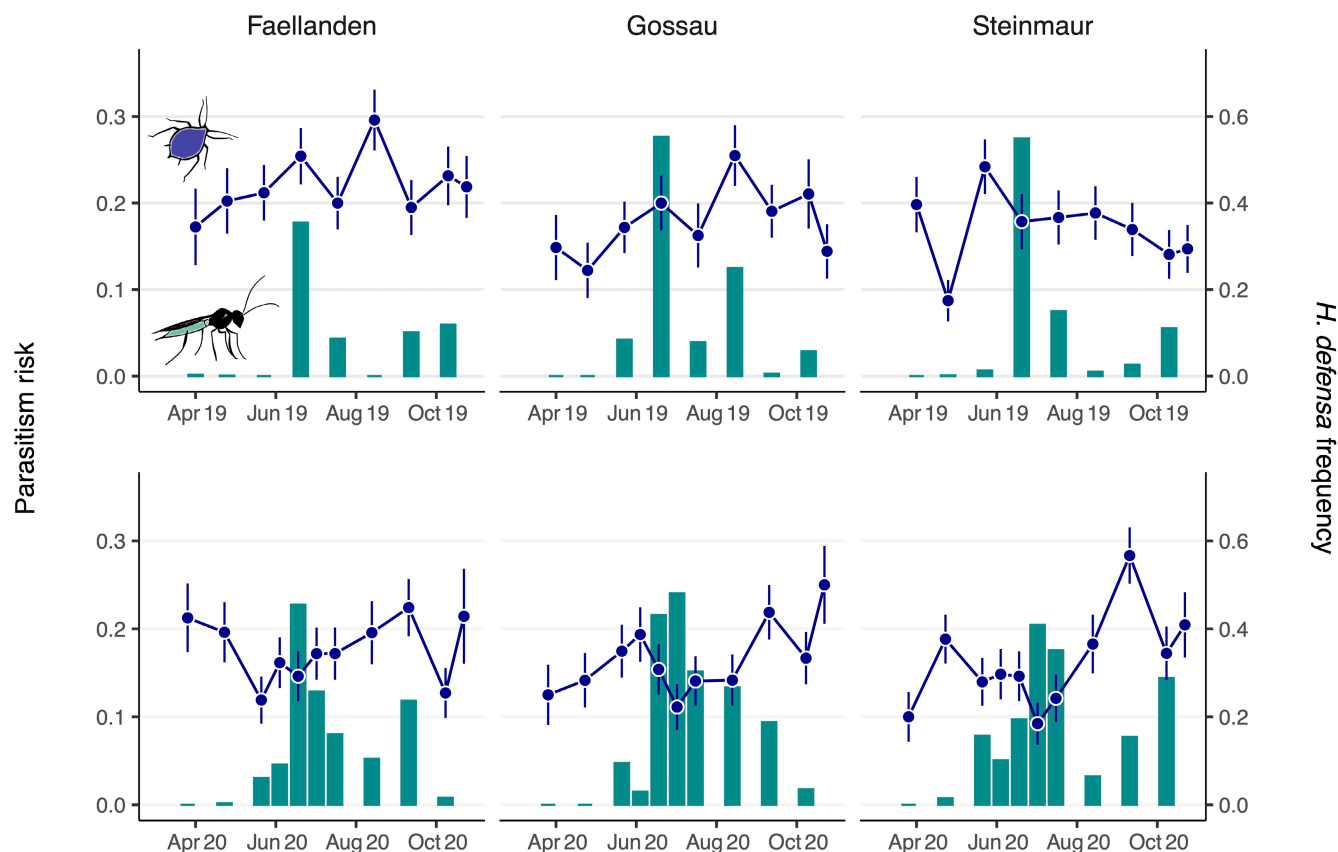 Faellanden Gossau Steinmaur
0.3 0.6
0.2 0.4
0.1 0.2
0.0 0.0
Apr 19 Jun 19 Aug 19 Oct 19 Apr 19 Jun 19 Aug 19 Oct 19 Apr 19 Jun 19 Aug 19 Oct 19
Parasitism risk
H. defensa frequency
0.3 0.6
0.2 0.4
0.1 0.2
0.0 0.0
Apr 20 Jun 20 Aug 20 Oct 20 Apr 20 Jun 20 Aug 20 Oct 20 Apr 20 Jun 20 Aug 20 Oct 20